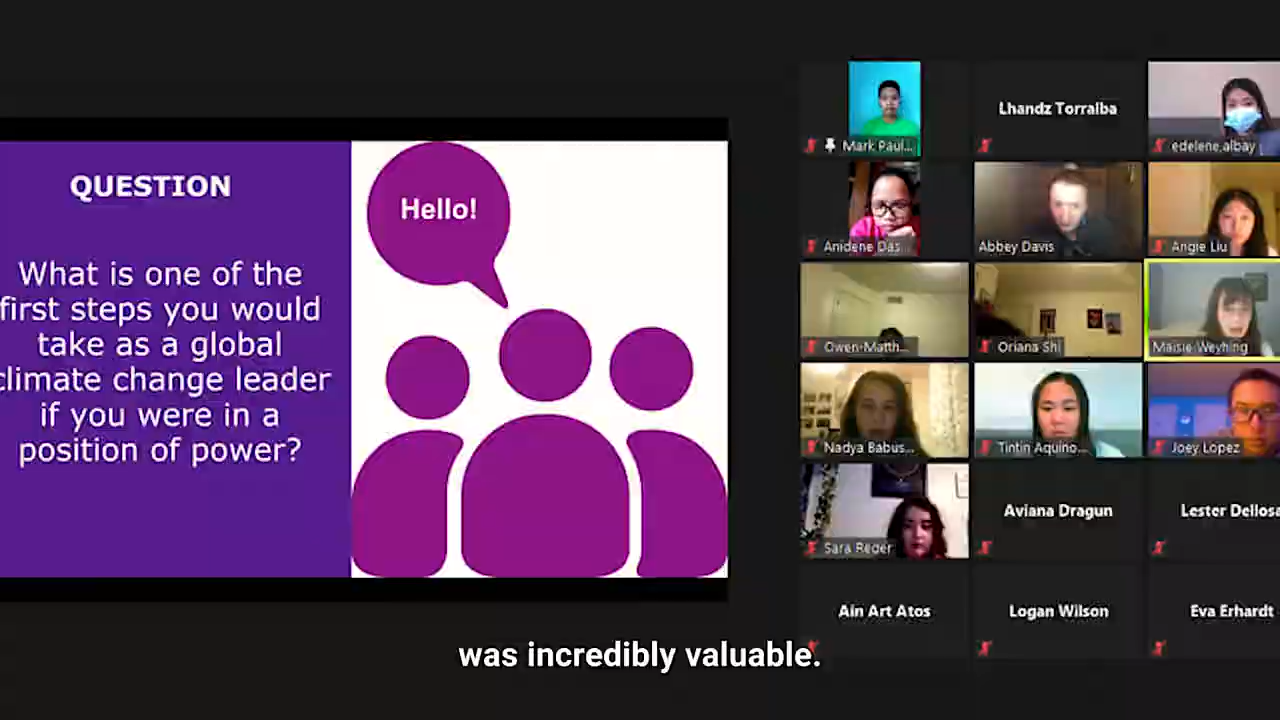 QUESTION
What is one of the
first steps you would
take as a global
climate change leader
if you were in a
position of power?
Hello!
Mark Paul...
Lhandz Torralba
edelene.albay
Anidene Das...
Abbey Davis
Angie Liu
Owen-Matth...
Oriana Shi
Maisie Weyhing
Nadya Babus...
Tintin Aquino...
Joey Lopez
Sara Reder
Aviana Dragun
Lester Dellosa
Ain Art Atos
Logan Wilson
Eva Erhardt
was incredibly valuable.